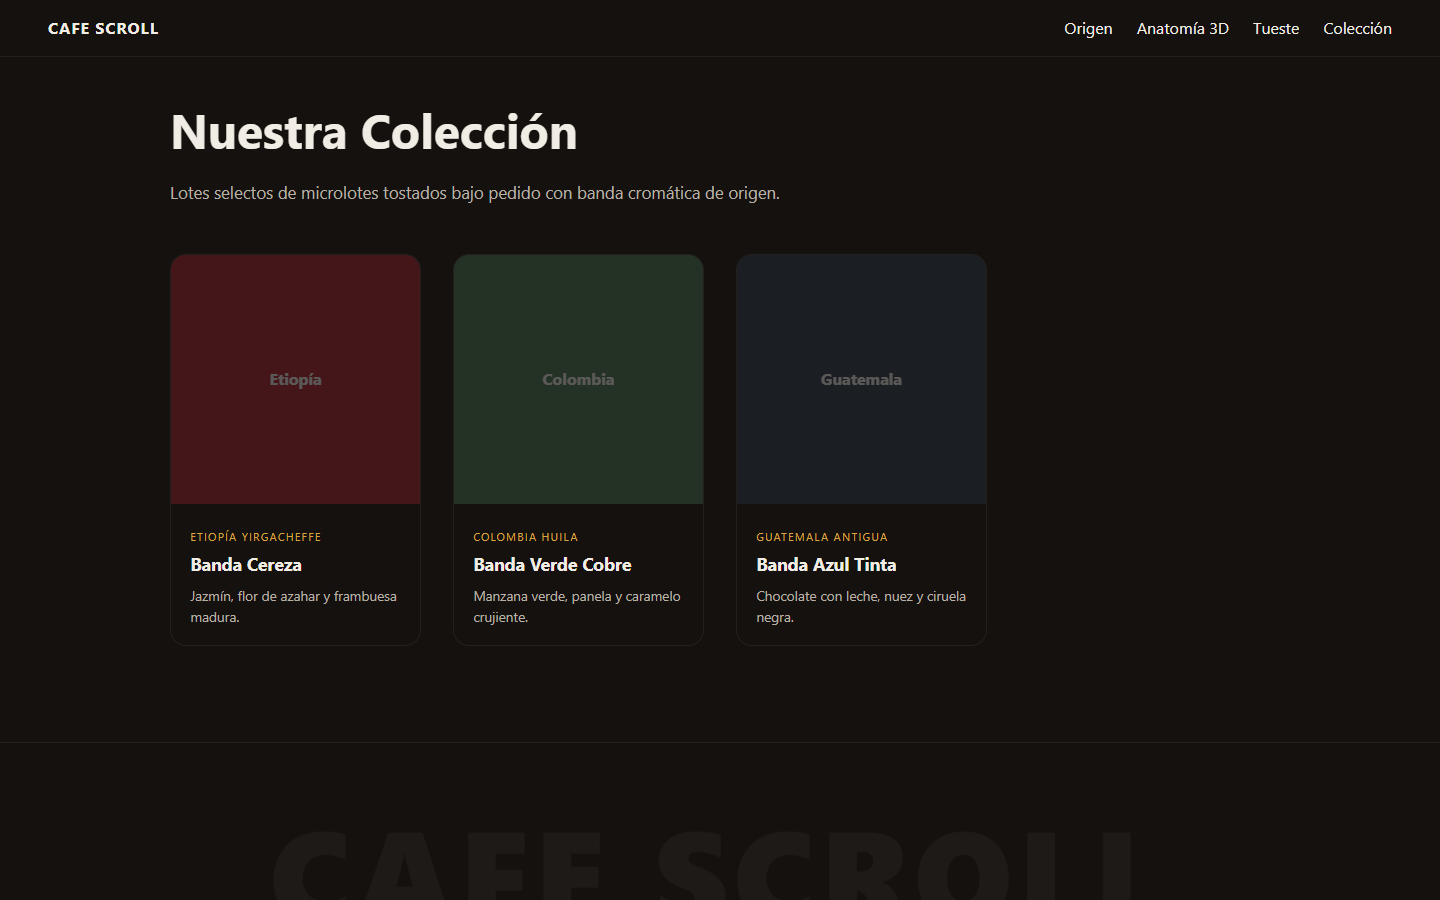 CAFE SCROLL
Origen Anatomía 3D Tueste Colección
Nuestra Colección
Lotes selectos de microlotes tostados bajo pedido con banda cromática de origen.
Etiopía
ETIOPÍA YIRGACHEFFE
Banda Cereza
Jazmín, flor de azahar y frambuesa
madura.
Colombia
COLOMBIA HUILA
Banda Verde Cobre
Manzana verde, panela y caramelo
crujiente.
Guatemala
GUATEMALA ANTIGUA
Banda Azul Tinta
Chocolate con leche, nuez y ciruela
negra.
CAFE SCROLL